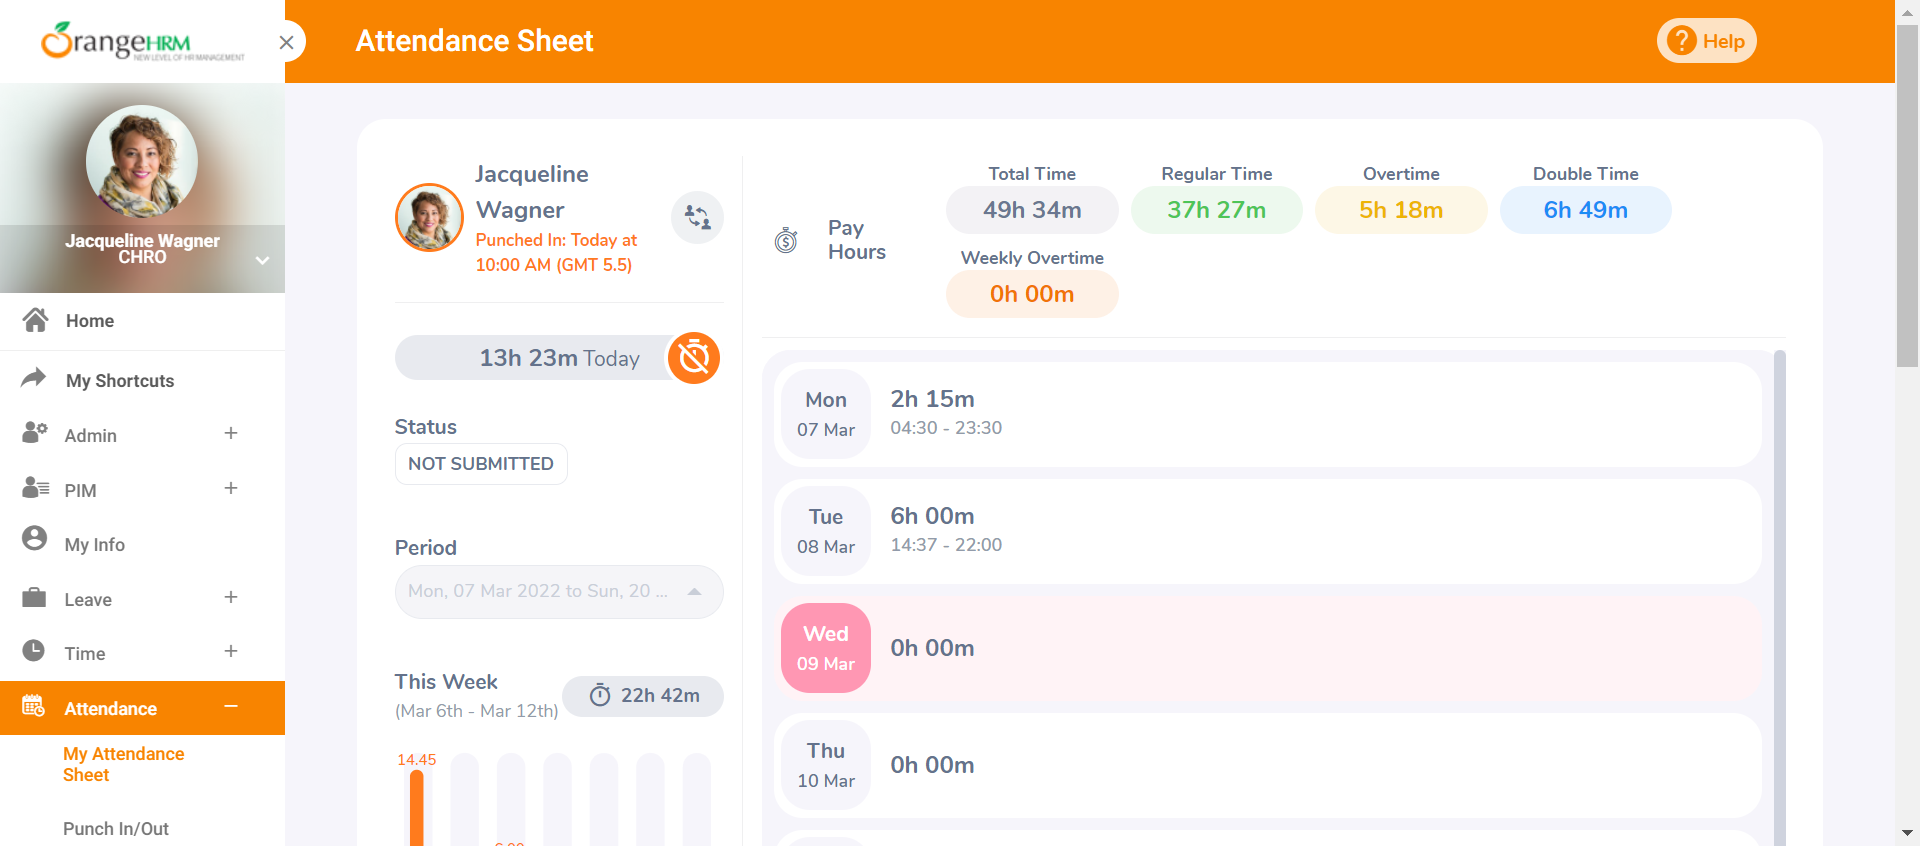 OrangeHRM
NEW LEVEL OF HR MANAGEMENT
Attendance Sheet
? Help
Jacqueline Wagner
CHRO
Home
My Shortcuts
Admin
PIM
My Info
Leave
Time
Attendance
My Attendance
Sheet
Punch In/Out
Jacqueline
Wagner
Punched In: Today at
10:00 AM (GMT 5.5)
13h 23m Today
Status
NOT SUBMITTED
Period
Mon, 07 Mar 2022 to Sun, 20 ...
This Week
(Mar 6th - Mar 12th)
22h 42m
14.45
Pay
Hours
Total Time
49h 34m
Regular Time
37h 27m
Overtime
5h 18m
Double Time
6h 49m
Weekly Overtime
0h 00m
Mon
07 Mar
2h 15m
04:30 - 23:30
Tue
08 Mar
6h 00m
14:37 - 22:00
Wed
09 Mar
0h 00m
Thu
10 Mar
0h 00m